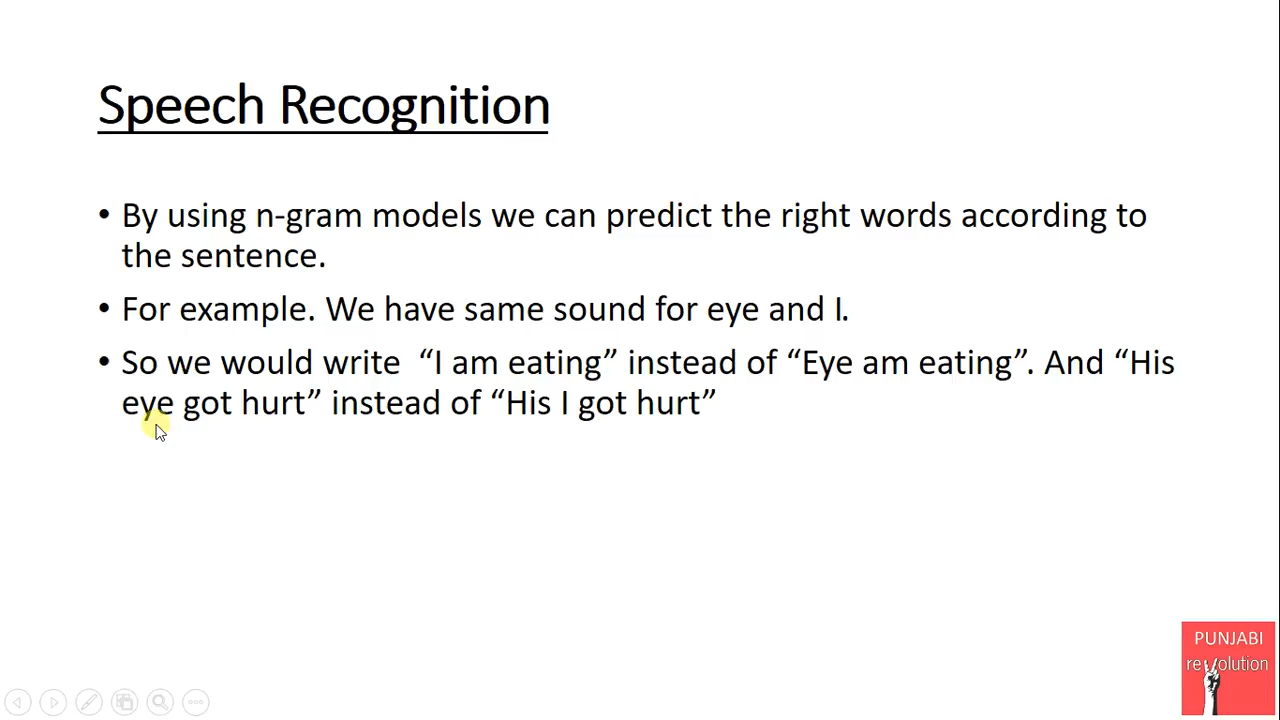 Speech Recognition
• By using n-gram models we can predict the right words according to
the sentence.
• For example. We have same sound for eye and I.
• So we would write “I am eating” instead of “Eye am eating”. And “His
eye got hurt” instead of “His I got hurt”
PUNJABI
revolution